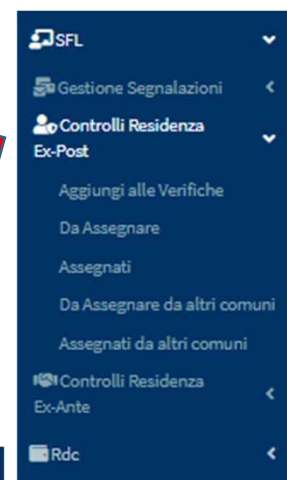 SFL
Gestione Segnalazioni
Controlli Residenza
Ex-Post
Aggiungi alle Verifiche
Da Assegnare
Assegnati
Da Assegnare da altri comuni
Assegnati da altri comuni
Controlli Residenza
Ex-Ante
Rdc